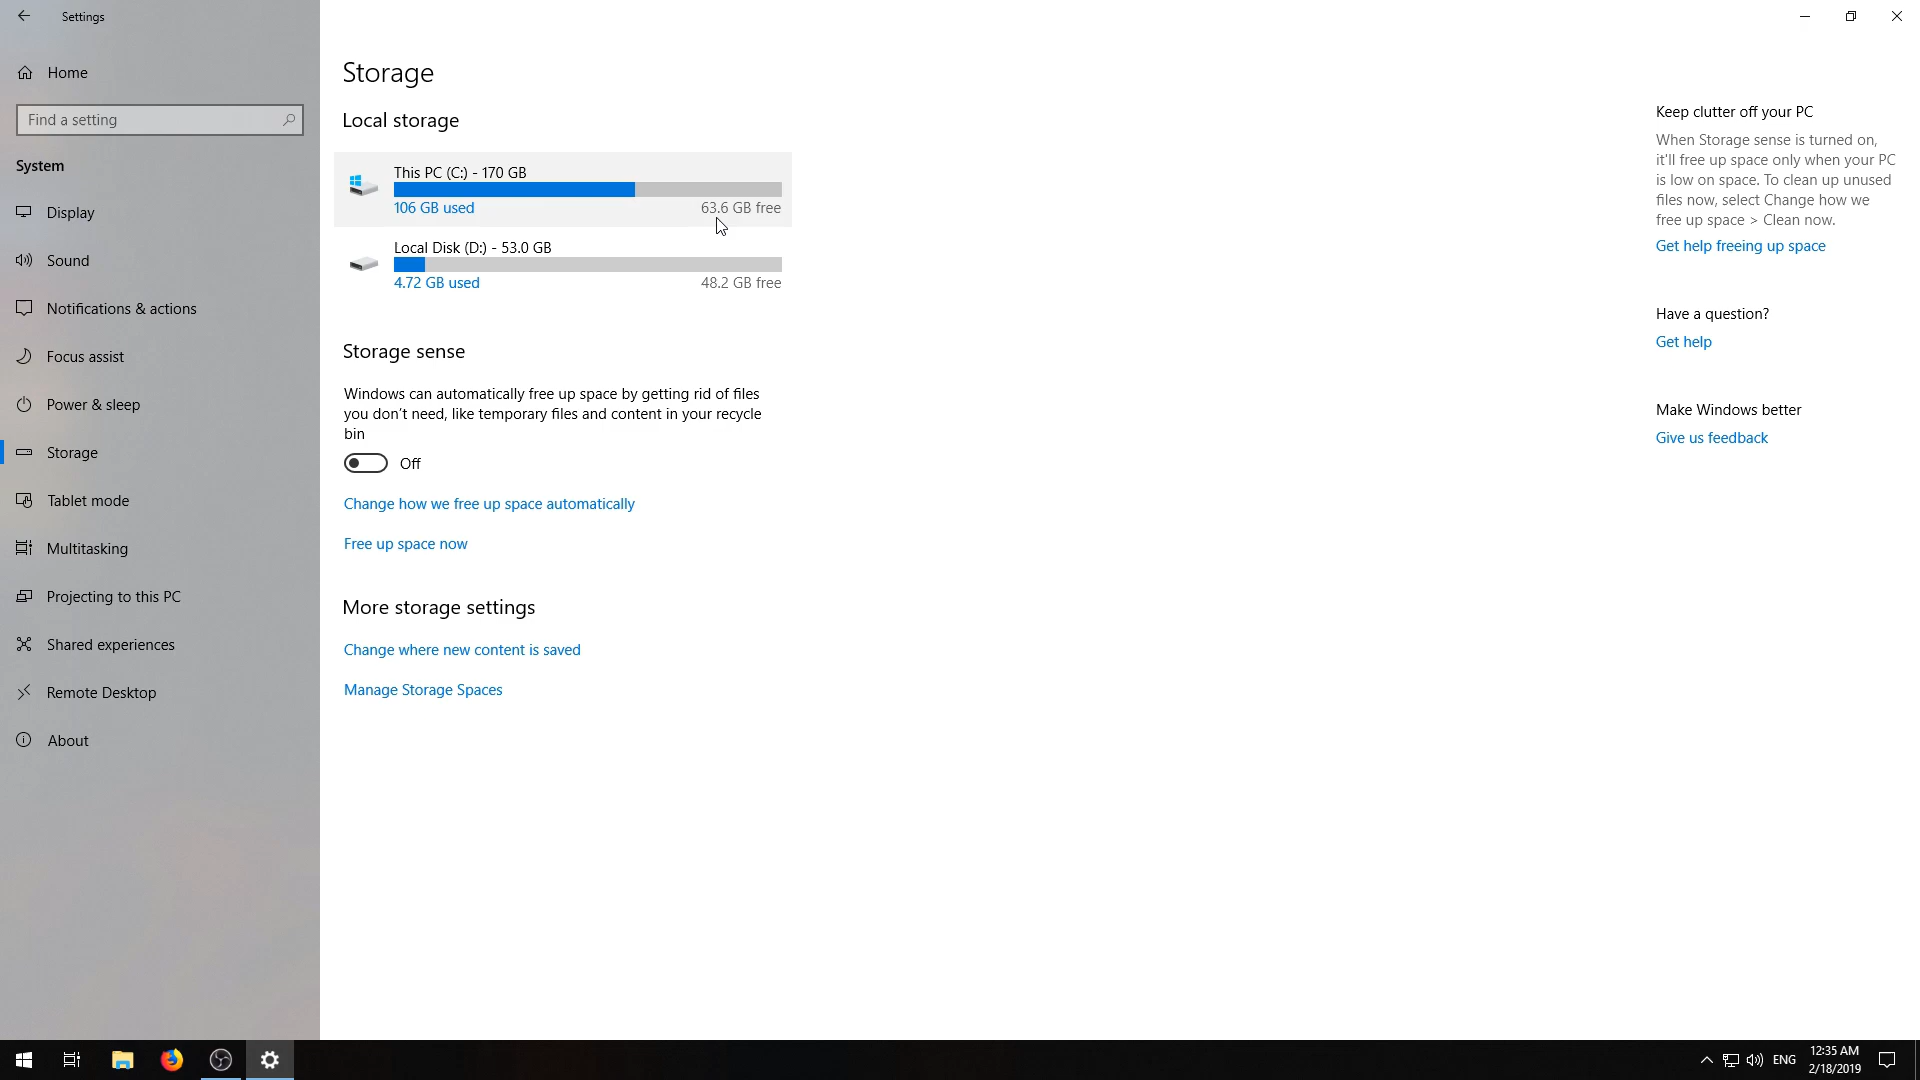 Settings
Home
Find a setting
System
Display
Sound
Notifications & actions
Focus assist
Power & sleep
Storage
Tablet mode
Multitasking
Projecting to this PC
Shared experiences
Remote Desktop
About
Storage
Local storage
This PC (C:) - 170 GB
106 GB used
63.6 GB free
Local Disk (D:) - 53.0 GB
4.72 GB used
48.2 GB free
Storage sense
Windows can automatically free up space by getting rid of files
you don’t need, like temporary files and content in your recycle
bin
Off
Change how we free up space automatically
Free up space now
More storage settings
Change where new content is saved
Manage Storage Spaces
Keep clutter off your PC
When Storage sense is turned on,
it'll free up space only when your PC
is low on space. To clean up unused
files now, select Change how we
free up space > Clean now.
Get help freeing up space
Have a question?
Get help
Make Windows better
Give us feedback
ENG
12:35 AM
2/18/2019